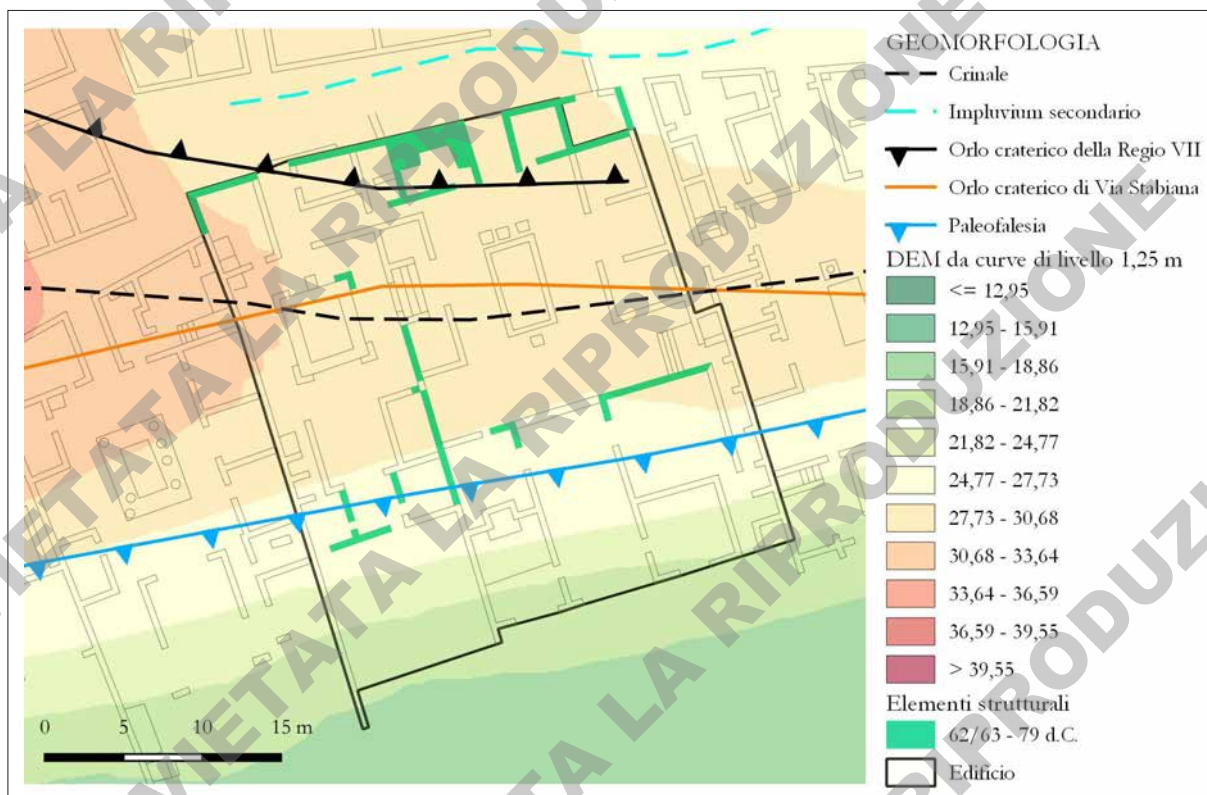 GEOMORFOLOGIA
Crinale
Impluvium secondario
Orlo craterico della Regio VII
Orlo craterico di Via Stabiana
Paleofalesia
DEM da curve di livello 1,25 m
<= 12,95
12,95 - 15,91
15,91 - 18,86
18,86 - 21,82
21,82 - 24,77
24,77 - 27,73
27,73 - 30,68
30,68 - 33,64
33,64 - 36,59
36,59 - 39,55
> 39,55
Elementi strutturali
62/63 - 79 d.C.
Edificio
0 5 10 15 m
VIETATA LA RIPRODUZIONE
VIETATA LA RIPRODUZIONE
VIETATA LA RIPRODUZIONE